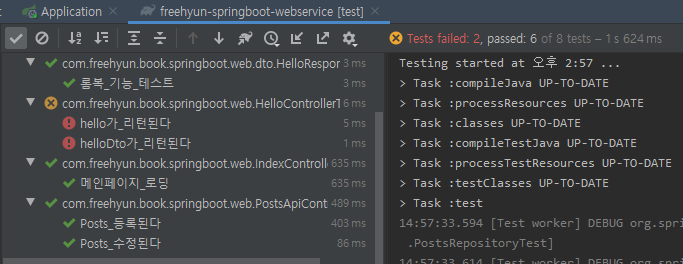 Application
freehyun-springboot-webservice [test]
Tests failed: 2, passed: 6 of 8 tests – 1 s 624 ms
com.freehyun.book.springboot.web.dto.HelloRespor 3 ms
롬복_기능_테스트 3 ms
com.freehyun.book.springboot.web.HelloControllerT 6 ms
hello가_리턴된다 5 ms
helloDto가_리턴된다 1 ms
com.freehyun.book.springboot.web.IndexControlle 635 ms
메인페이지_로딩 635 ms
com.freehyun.book.springboot.web.PostsApiCont 489 ms
Posts_등록된다 403 ms
Posts_수정된다 86 ms
Testing started at 오후 2:57 ...
> Task :compileJava UP-TO-DATE
> Task :processResources UP-TO-DATE
> Task :classes UP-TO-DATE
> Task :compileTestJava UP-TO-DATE
> Task :processTestResources UP-TO-DATE
> Task :testClasses UP-TO-DATE
> Task :test
14:57:33.594 [Test worker] DEBUG org.spri
.PostsRepositoryTest]
14:57:33.614 [Test worker] DEBUG org.spri